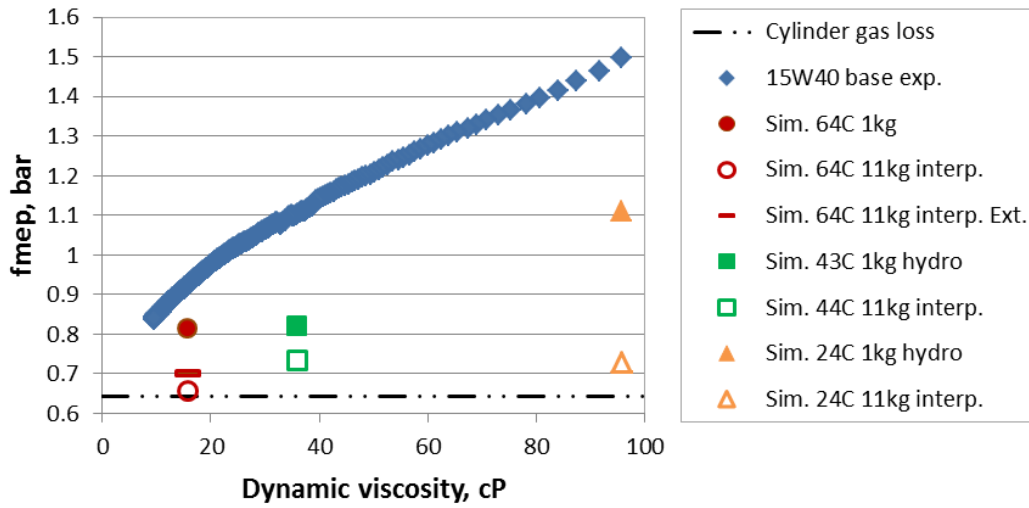 1.6
1.5
1.4
1.3
1.2
1.1
1
0.9
0.8
0.7
0.6
fmep, bar
0
20
40
60
80
100
Dynamic viscosity, cP
Cylinder gas loss
15W40 base exp.
Sim. 64C 1kg
Sim. 64C 11kg interp.
Sim. 64C 11kg interp. Ext.
Sim. 43C 1kg hydro
Sim. 44C 11kg interp.
Sim. 24C 1kg hydro
Sim. 24C 11kg interp.